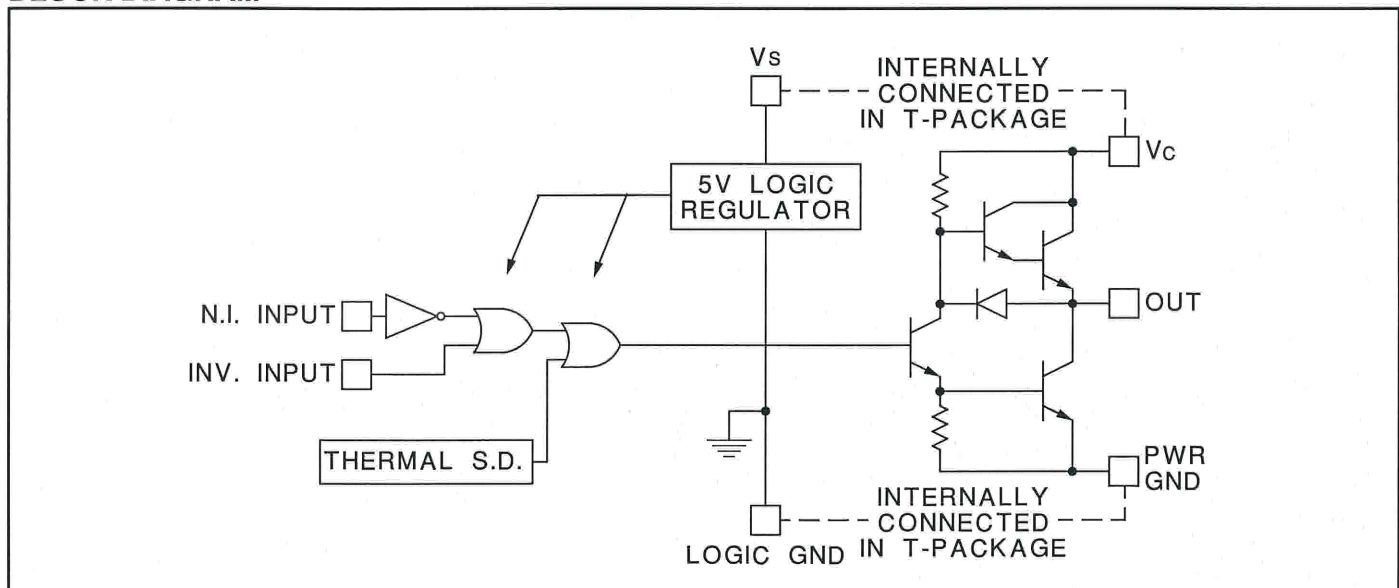 Vs
INTERNALLY
CONNECTED
IN T-PACKAGE
Vc
5V LOGIC
REGULATOR
N.I. INPUT
OUT
INV. INPUT
THERMAL S.D.
PWR
GND
INTERNALLY
CONNECTED
IN T-PACKAGE
LOGIC GND